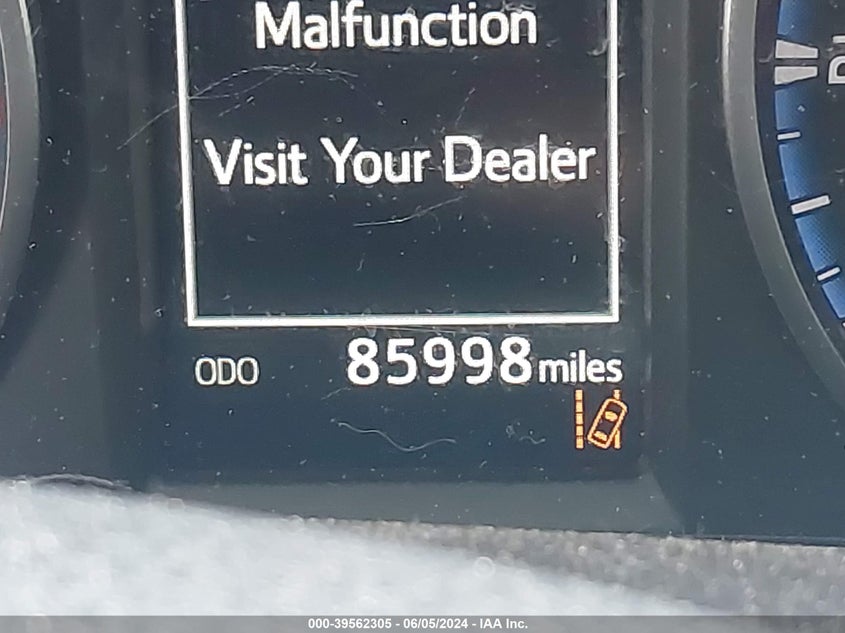 Malfunction
Visit Your Dealer
ODO 85998 miles
000-39562305 - 06/05/2024 - IAA Inc.